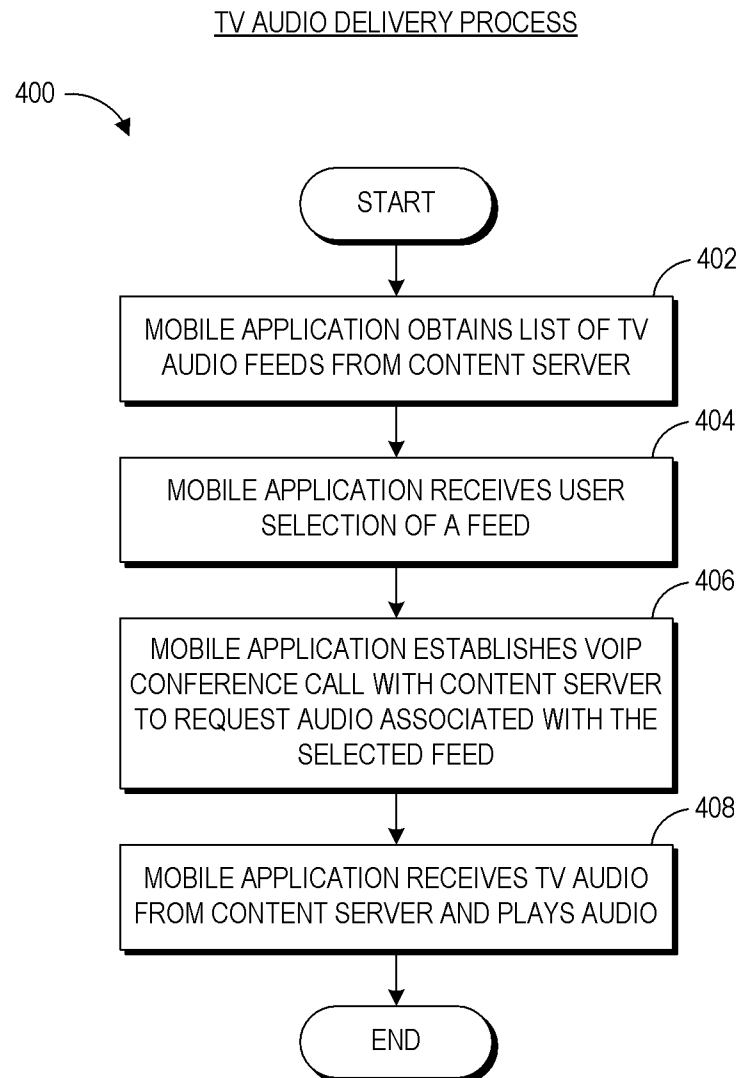 TV AUDIO DELIVERY PROCESS
400
START
402
MOBILE APPLICATION OBTAINS LIST OF TV
AUDIO FEEDS FROM CONTENT SERVER
404
MOBILE APPLICATION RECEIVES USER
SELECTION OF A FEED
406
MOBILE APPLICATION ESTABLISHES VOIP
CONFERENCE CALL WITH CONTENT SERVER
TO REQUEST AUDIO ASSOCIATED WITH THE
SELECTED FEED
408
MOBILE APPLICATION RECEIVES TV AUDIO
FROM CONTENT SERVER AND PLAYS AUDIO
END